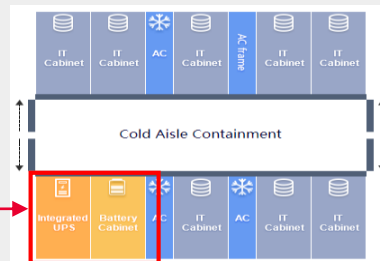 IT Cabinet
IT Cabinet
AC
IT Cabinet
AC frame
IT Cabinet
IT Cabinet
Cold Aisle Containment
Integrated UPS
Battery Cabinet
AC
IT Cabinet
AC
IT Cabinet
IT Cabinet